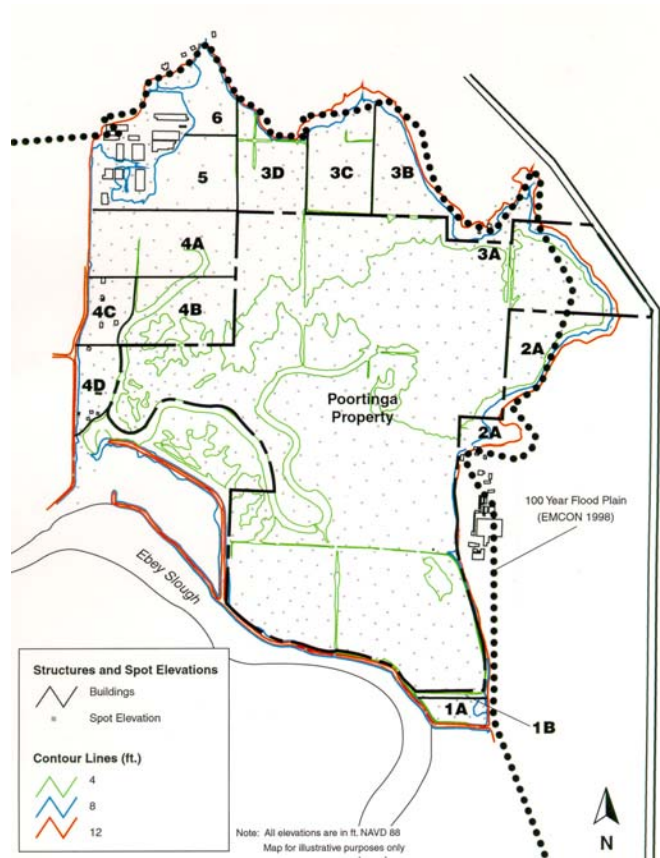 6
5
3D
3C
3B
4A
3A
4C
4B
2A
4D
Poortinga
Property
2A
100 Year Flood Plain
(EMCON 1998)
Ebey Slough
1A
1B
Structures and Spot Elevations
Buildings
Spot Elevation
Contour Lines (ft.)
4
8
12
Note: All elevations are in ft. NAVD 88
Map for illustrative purposes only
N